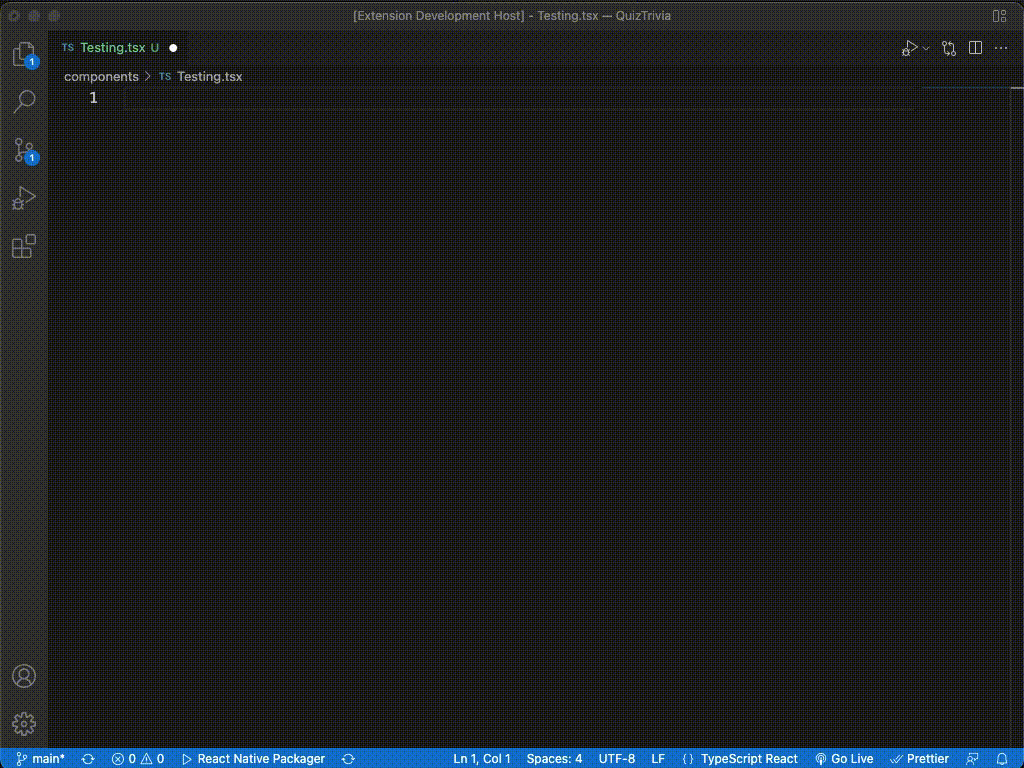 [Extension Development Host] - Testing.tsx — QuizTrivia
TS Testing.tsx U
components > TS Testing.tsx
1
1
1
main* 0 0 React Native Packager Ln 1, Col 1 Spaces: 4 UTF-8 LF { } TypeScript React Go Live Prettier